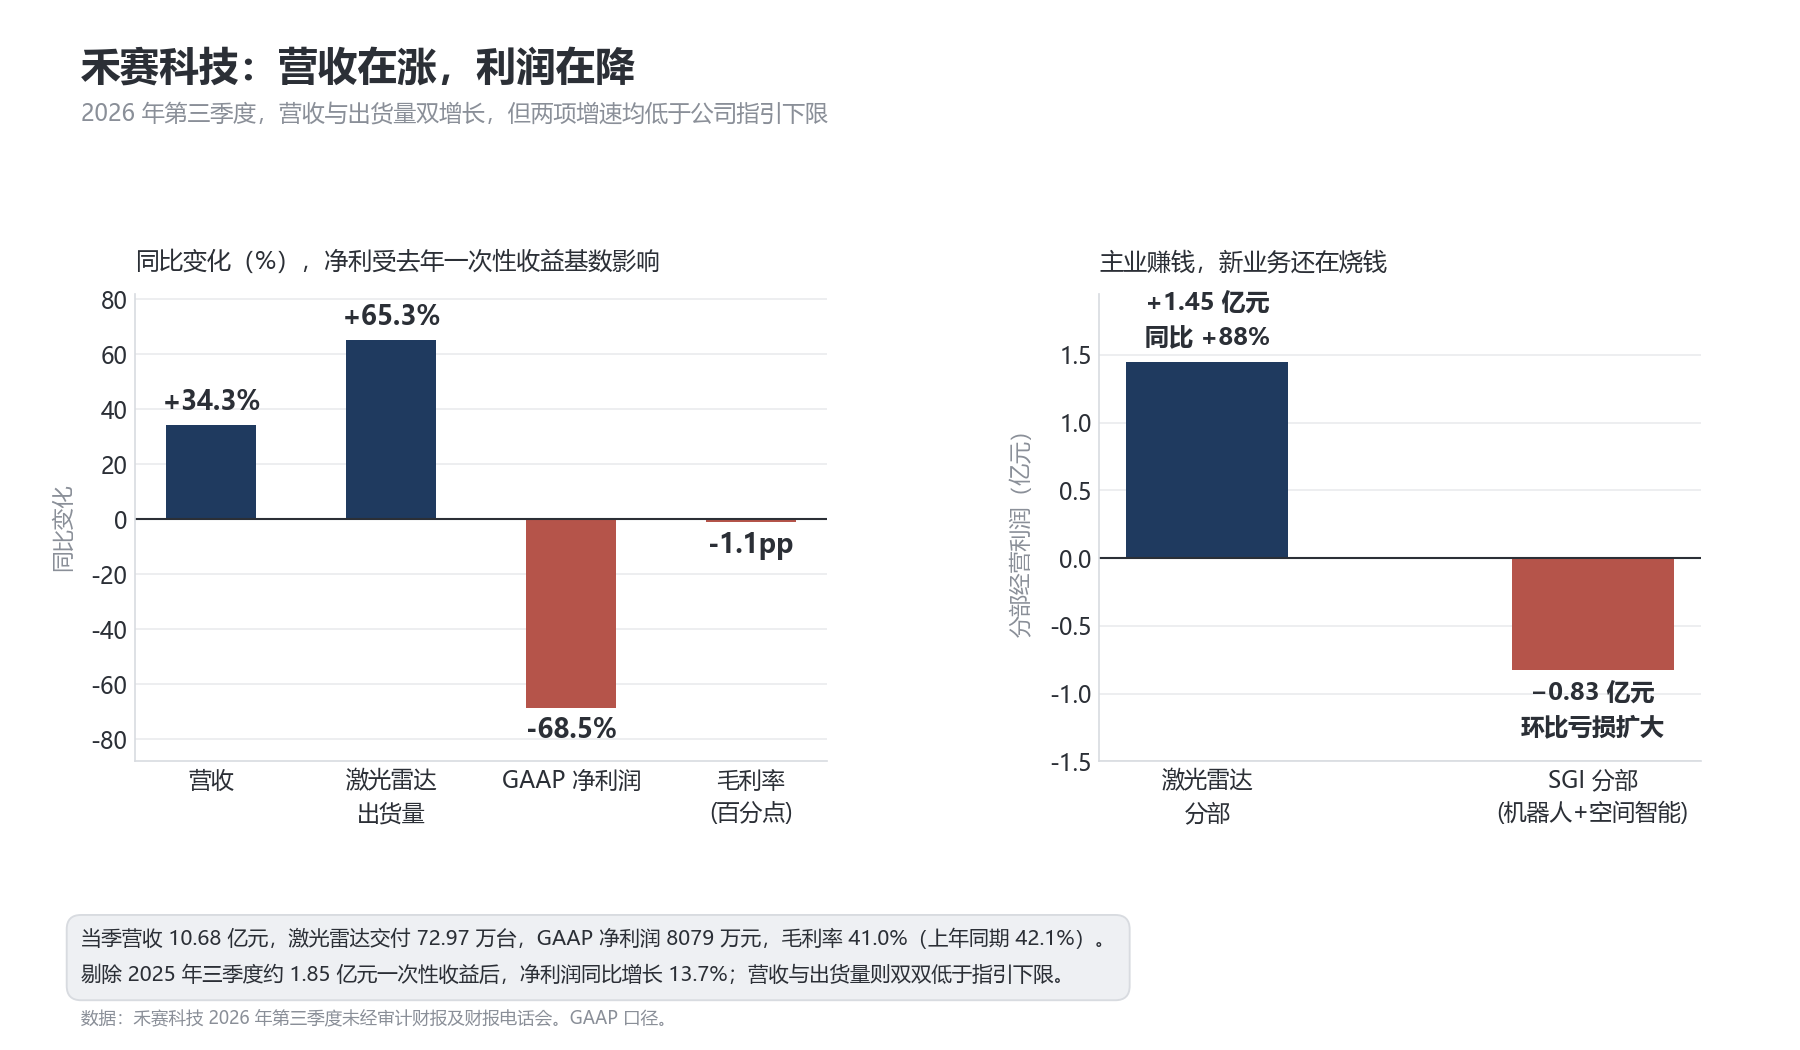 禾赛科技：营收在涨，利润在降
2026 年第三季度，营收与出货量双增长，但两项增速均低于公司指引下限
同比变化（%），净利受去年一次性收益基数影响
同比变化
80
60
40
20
0
-20
-40
-60
-80
+34.3%
+65.3%
-68.5%
-1.1pp
营收
激光雷达
出货量
GAAP 净利润
毛利率
(百分点)
主业赚钱，新业务还在烧钱
分部经营利润（亿元）
1.5
1.0
0.5
0.0
-0.5
-1.0
-1.5
+1.45 亿元
同比 +88%
−0.83 亿元
环比亏损扩大
激光雷达
分部
SGI 分部
(机器人+空间智能)
当季营收 10.68 亿元，激光雷达交付 72.97 万台，GAAP 净利润 8079 万元，毛利率 41.0%（上年同期 42.1%）。
剔除 2025 年三季度约 1.85 亿元一次性收益后，净利润同比增长 13.7%；营收与出货量则双双低于指引下限。
数据：禾赛科技 2026 年第三季度未经审计财报及财报电话会。GAAP 口径。